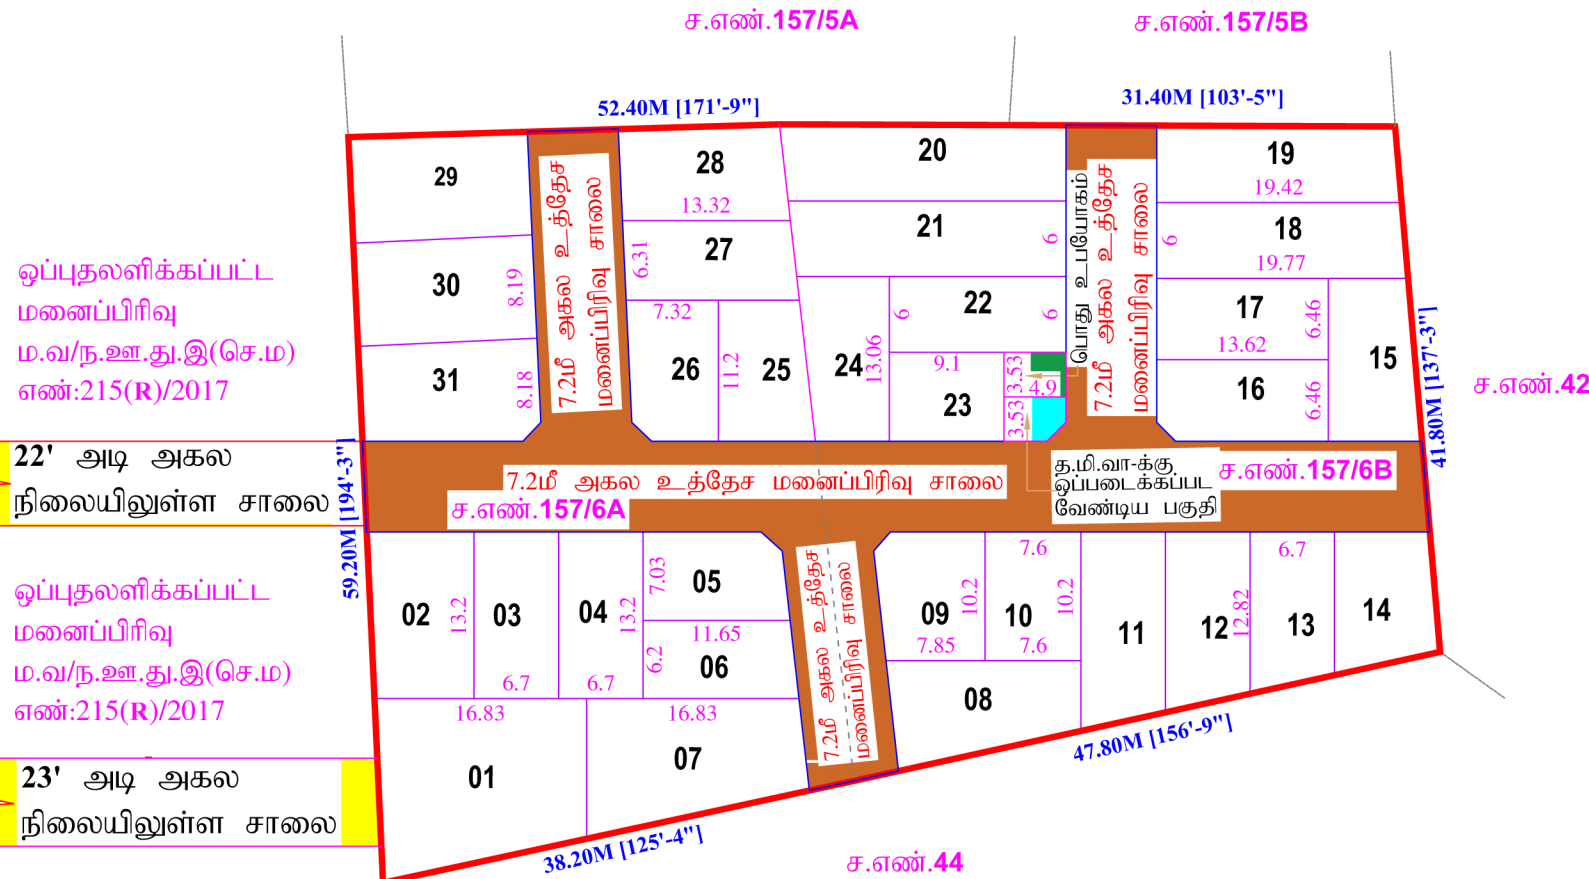 ச.எண்.157/5A
ச.எண்.157/5B
52.40M [171'-9"]
31.40M [103'-5"]
29
30
8.19
31
8.18
7.2மீ அகல உத்தேச
மனைப்பிரிவு சாலை
28
13.32
27
6.31
7.32
26
11.2
25
20
21
6
22
6
6
24
13.06
9.1
23
3.53
4.9
3.53
பொது உபயோகம்
7.2மீ அகல உத்தேச
மனைப்பிரிவு சாலை
19
19.42
18
6
19.77
17
6.46
13.62
16
6.46
15
41.80M [137'-3"]
ச.எண்.42
ஒப்புதலளிக்கப்பட்ட
மனைப்பிரிவு
ம.வ/ந.ஊ.து.இ(செ.ம)
எண்:215(R)/2017
22' அடி அகல
நிலையிலுள்ள சாலை
59.20M [194'-3"]
7.2மீ அகல உத்தேச மனைப்பிரிவு சாலை
ச.எண்.157/6A
த.மி.வா-க்கு
ஒப்படைக்கப்பட
வேண்டிய பகுதி
ச.எண்.157/6B
ஒப்புதலளிக்கப்பட்ட
மனைப்பிரிவு
ம.வ/ந.ஊ.து.இ(செ.ம)
எண்:215(R)/2017
23' அடி அகல
நிலையிலுள்ள சாலை
02
13.2
03
6.7
04
13.2
6.7
05
7.03
11.65
06
6.2
16.83
01
16.83
07
7.2மீ அகல உத்தேச
மனைப்பிரிவு சாலை
09
10.2
7.85
7.6
10
10.2
7.6
08
11
12
12.82
6.7
13
14
38.20M [125'-4"]
47.80M [156'-9"]
ச.எண்.44